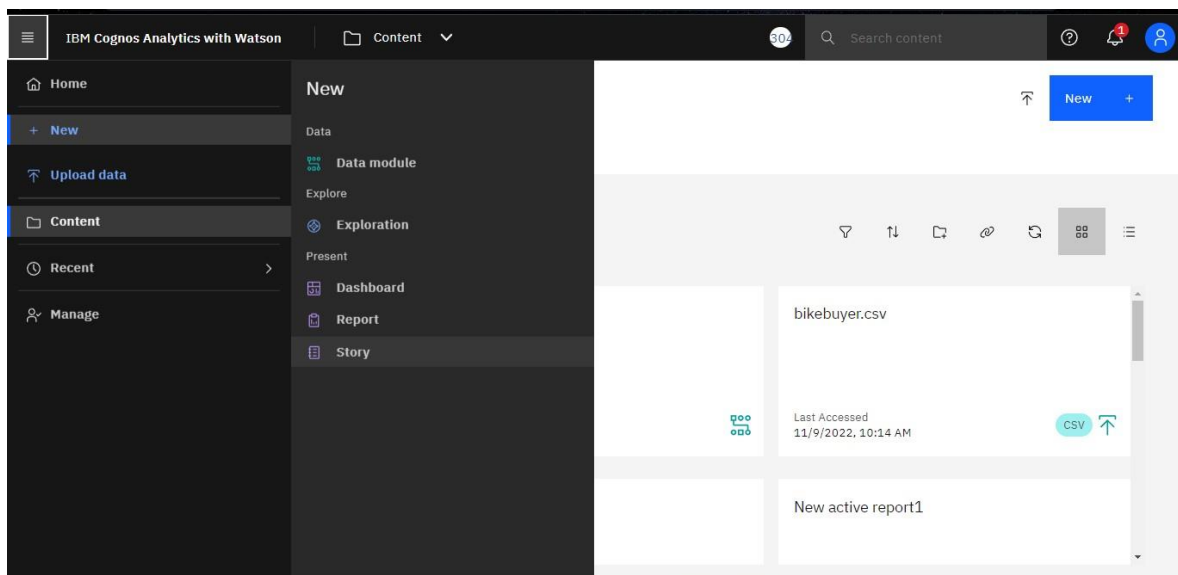 IBM Cognos Analytics with Watson
Content
304
Search content
1
Home
New
Upload data
Content
Recent
Manage
New
Data
Data module
Explore
Exploration
Present
Dashboard
Report
Story
New +
bikebuyer.csv
Last Accessed
11/9/2022, 10:14 AM
CSV
New active report1